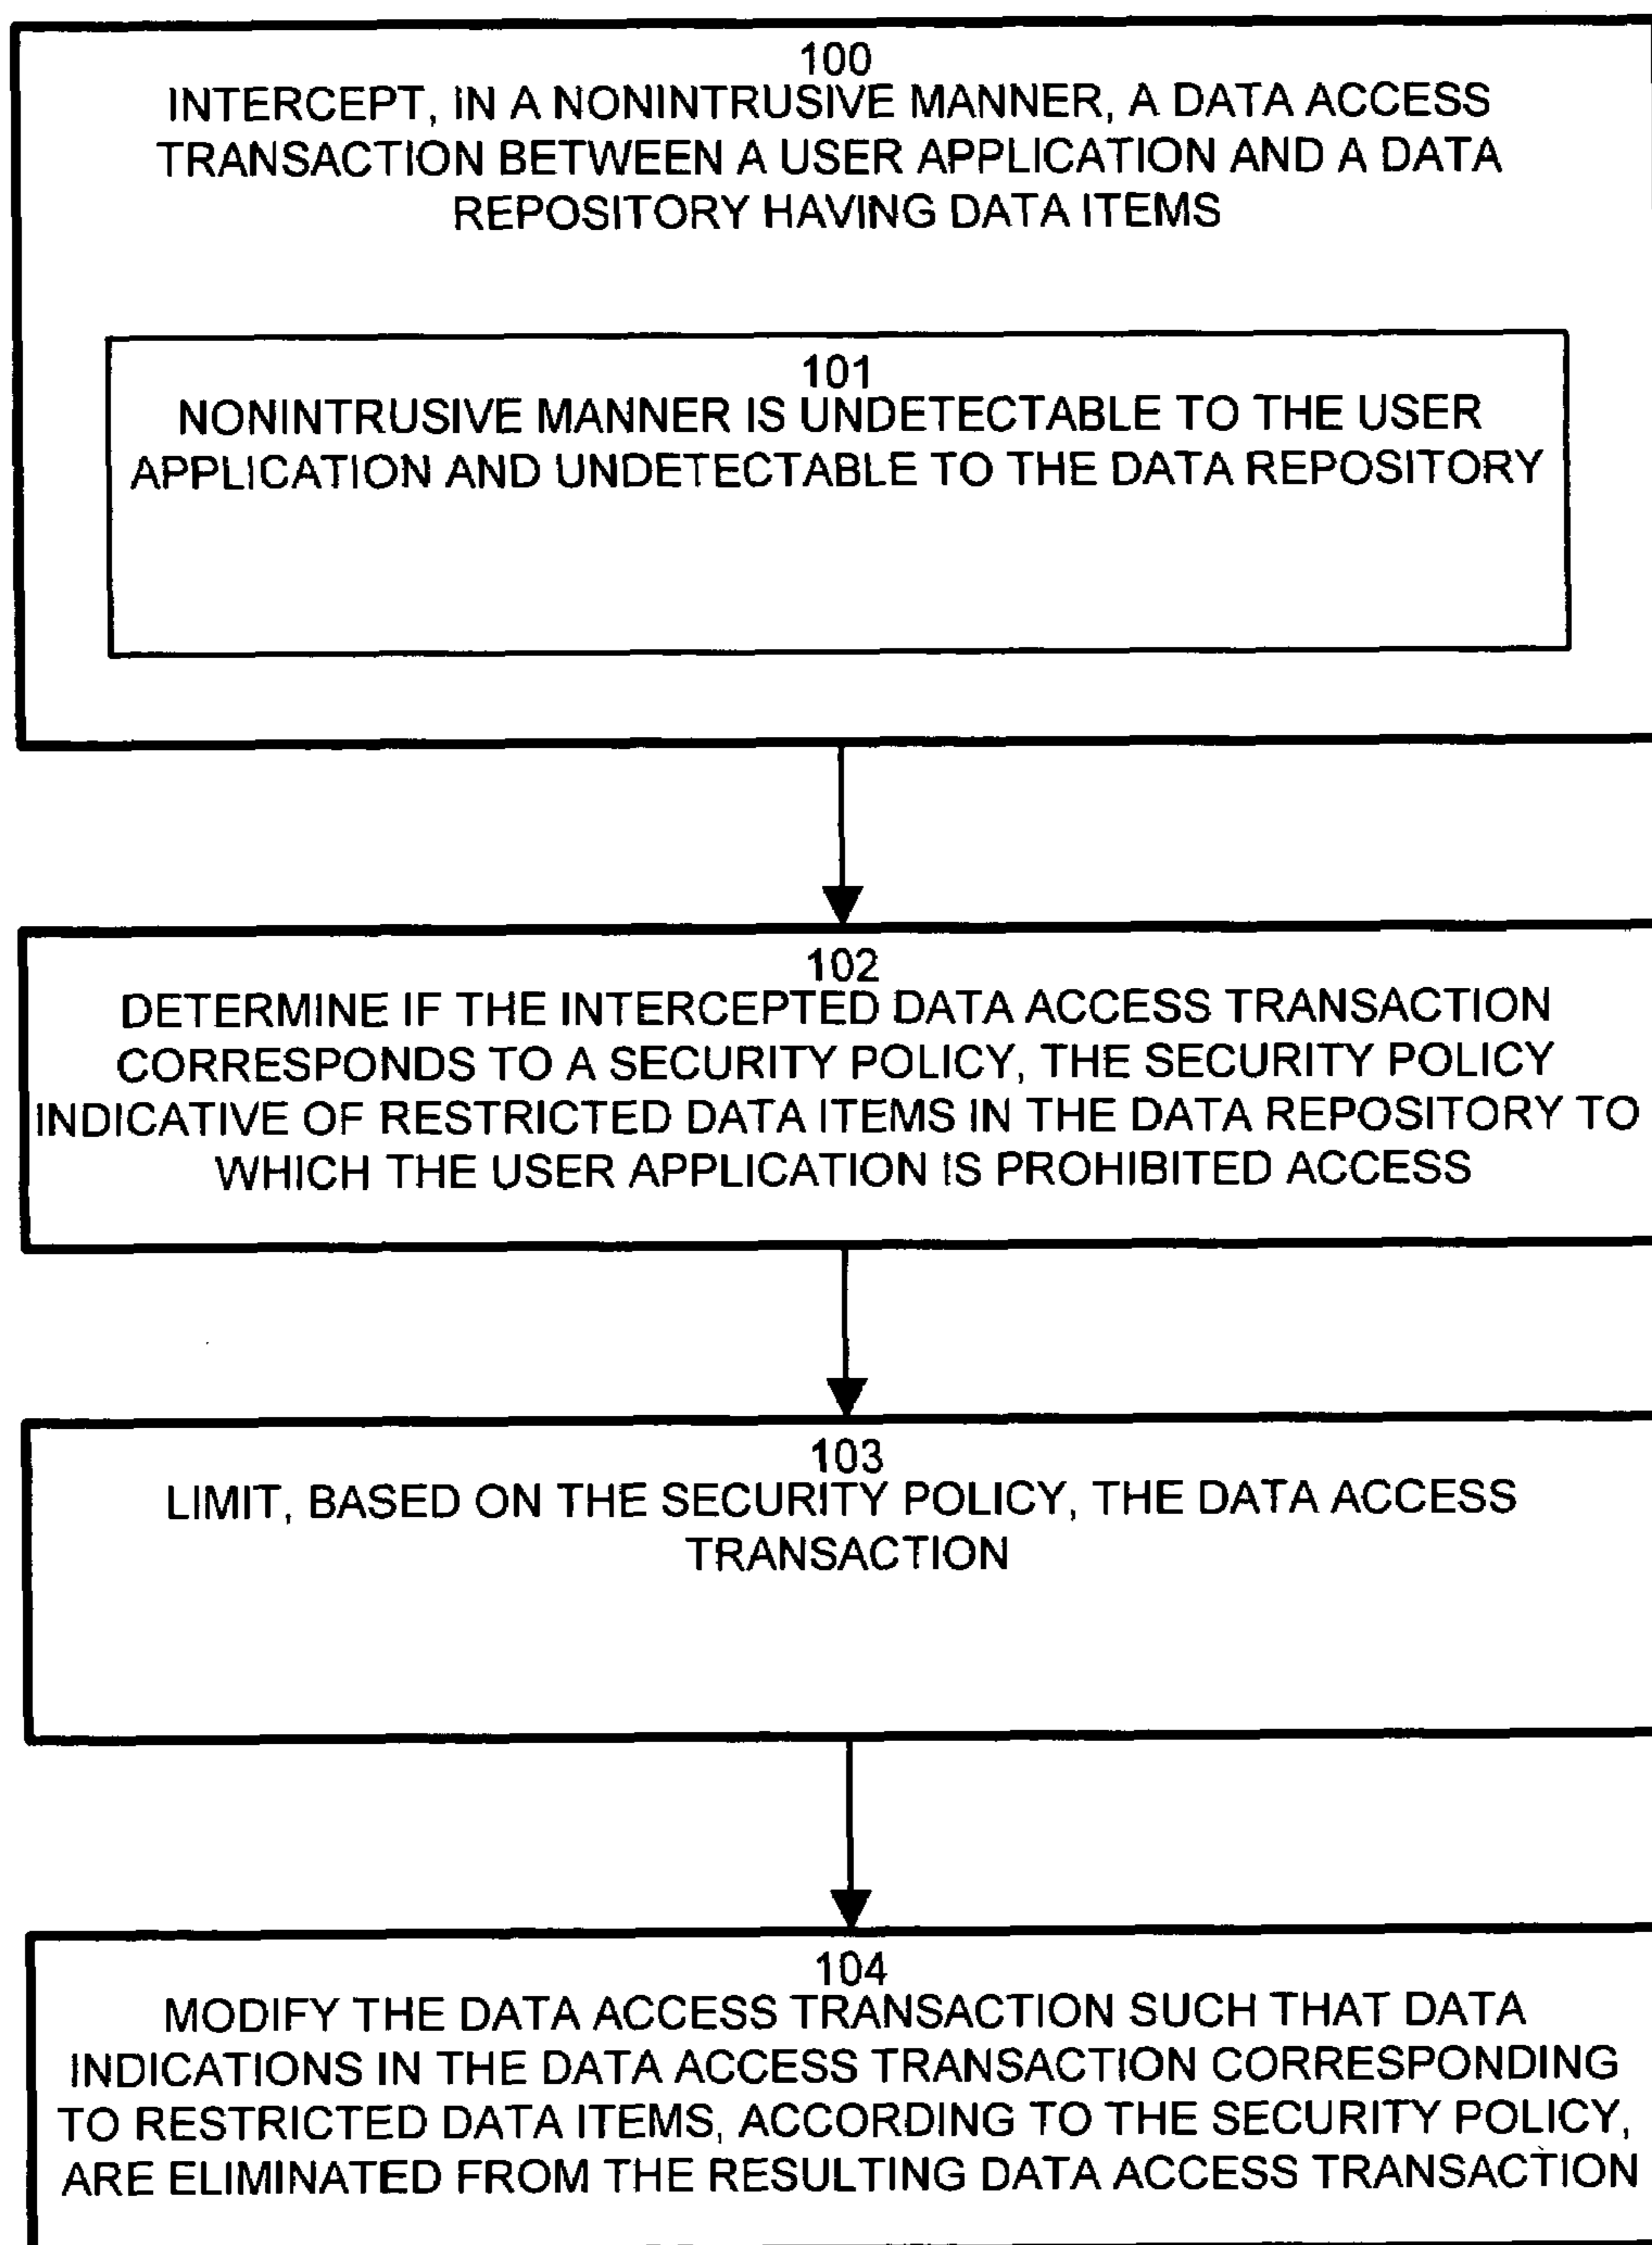 100
INTERCEPT, IN A NONINTRUSIVE MANNER, A DATA ACCESS
TRANSACTION BETWEEN A USER APPLICATION AND A DATA
REPOSITORY HAVING DATA ITEMS
101
NONINTRUSIVE MANNER IS UNDETECTABLE TO THE USER
APPLICATION AND UNDETECTABLE TO THE DATA REPOSITORY
102
DETERMINE IF THE INTERCEPTED DATA ACCESS TRANSACTION
CORRESPONDS TO A SECURITY POLICY, THE SECURITY POLICY
INDICATIVE OF RESTRICTED DATA ITEMS IN THE DATA REPOSITORY TO
WHICH THE USER APPLICATION IS PROHIBITED ACCESS
103
LIMIT, BASED ON THE SECURITY POLICY, THE DATA ACCESS
TRANSACTION
104
MODIFY THE DATA ACCESS TRANSACTION SUCH THAT DATA
INDICATIONS IN THE DATA ACCESS TRANSACTION CORRESPONDING
TO RESTRICTED DATA ITEMS, ACCORDING TO THE SECURITY POLICY,
ARE ELIMINATED FROM THE RESULTING DATA ACCESS TRANSACTION